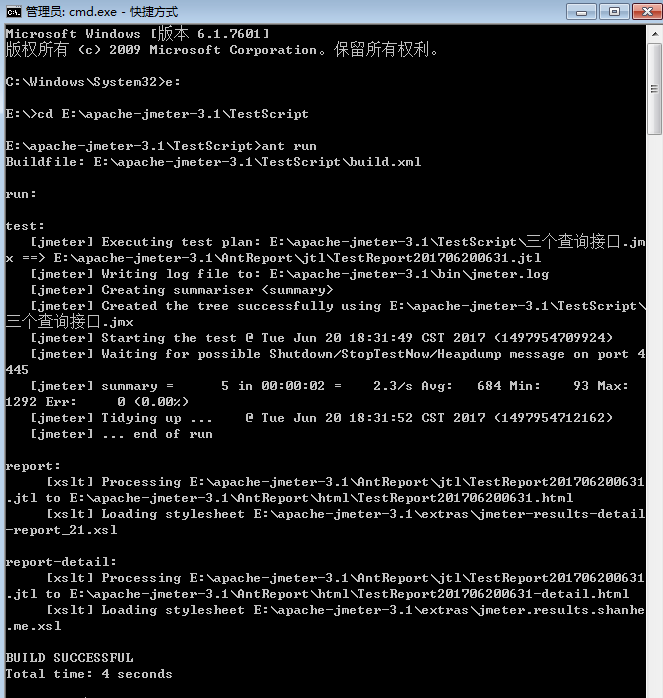 管理员: cmd.exe - 快捷方式
Microsoft Windows [版本 6.1.7601]
版权所有 (c) 2009 Microsoft Corporation。保留所有权利。
C:\Windows\System32>e:
E:\>cd E:\apache-jmeter-3.1\TestScript
E:\apache-jmeter-3.1\TestScript>ant run
Buildfile: E:\apache-jmeter-3.1\TestScript\build.xml
run:
test:
[jmeter] Executing test plan: E:\apache-jmeter-3.1\TestScript\三个查询接口.jm
x ==> E:\apache-jmeter-3.1\AntReport\jtl\TestReport201706200631.jtl
[jmeter] Writing log file to: E:\apache-jmeter-3.1\bin\jmeter.log
[jmeter] Creating summariser <summary>
[jmeter] Created the tree successfully using E:\apache-jmeter-3.1\TestScript\
三个查询接口.jmx
[jmeter] Starting the test @ Tue Jun 20 18:31:49 CST 2017 (1497954709924)
[jmeter] Waiting for possible Shutdown/StopTestNow/Heapdump message on port 4
445
[jmeter] summary =      5 in 00:00:02 =    2.3/s Avg:   684 Min:    93 Max:
1292 Err:     0 (0.00%)
[jmeter] Tidying up ...    @ Tue Jun 20 18:31:52 CST 2017 (1497954712162)
[jmeter] ... end of run
report:
[xslt] Processing E:\apache-jmeter-3.1\AntReport\jtl\TestReport201706200631
.jtl to E:\apache-jmeter-3.1\AntReport\html\TestReport201706200631.html
[xslt] Loading stylesheet E:\apache-jmeter-3.1\extras\jmeter-results-detail
-report_21.xsl
report-detail:
[xslt] Processing E:\apache-jmeter-3.1\AntReport\jtl\TestReport201706200631
.jtl to E:\apache-jmeter-3.1\AntReport\html\TestReport201706200631-detail.html
[xslt] Loading stylesheet E:\apache-jmeter-3.1\extras\jmeter.results.shanhe
.me.xsl
BUILD SUCCESSFUL
Total time: 4 seconds